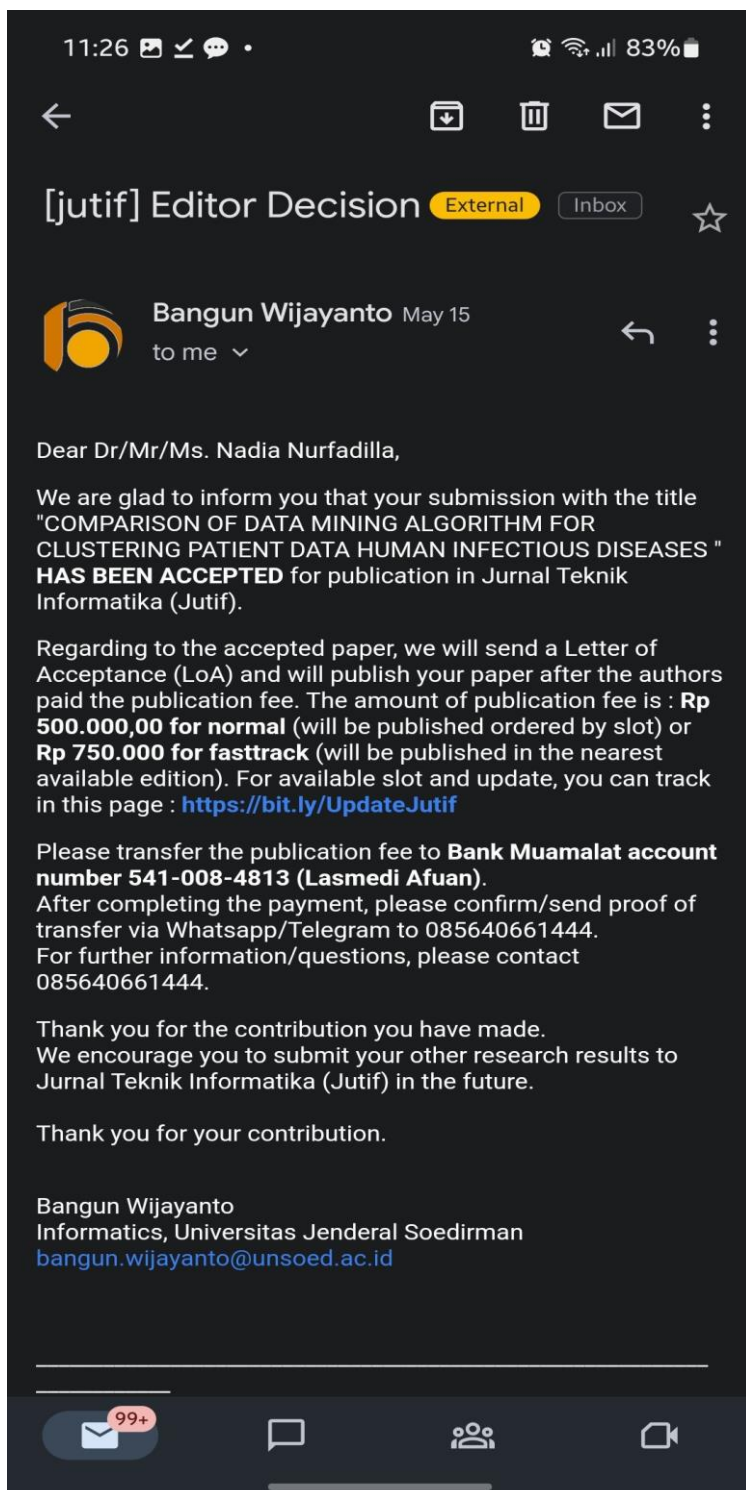 11:26
83%
[jutif] Editor Decision External Inbox
Bangun Wijayanto May 15
to me
Dear Dr/Mr/Ms. Nadia Nurfadilla,
We are glad to inform you that your submission with the title
"COMPARISON OF DATA MINING ALGORITHM FOR
CLUSTERING PATIENT DATA HUMAN INFECTIOUS DISEASES "
HAS BEEN ACCEPTED for publication in Jurnal Teknik
Informatika (Jutif).
Regarding to the accepted paper, we will send a Letter of
Acceptance (LoA) and will publish your paper after the authors
paid the publication fee. The amount of publication fee is : Rp
500.000,00 for normal (will be published ordered by slot) or
Rp 750.000 for fasttrack (will be published in the nearest
available edition). For available slot and update, you can track
in this page : https://bit.ly/UpdateJutif
Please transfer the publication fee to Bank Muamalat account
number 541-008-4813 (Lasmedi Afuan).
After completing the payment, please confirm/send proof of
transfer via Whatsapp/Telegram to 085640661444.
For further information/questions, please contact
085640661444.
Thank you for the contribution you have made.
We encourage you to submit your other research results to
Jurnal Teknik Informatika (Jutif) in the future.
Thank you for your contribution.
Bangun Wijayanto
Informatics, Universitas Jenderal Soedirman
bangun.wijayanto@unsoed.ac.id
99+